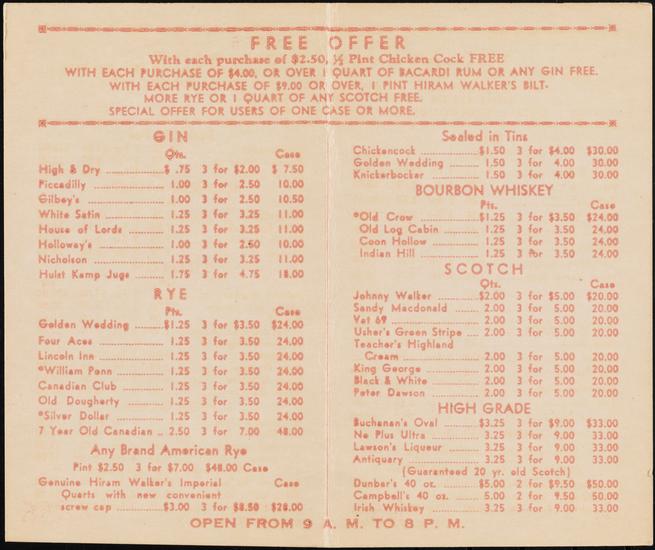 FREE OFFER
With each purchase of $2.50, ½ Pint Chicken Cock FREE
WITH EACH PURCHASE OF $4.00, OR OVER 1 QUART OF BACARDI RUM OR ANY GIN FREE.
WITH EACH PURCHASE OF $9.00 OR OVER, 1 PINT HIRAM WALKER'S BILT-
MORE RYE OR 1 QUART OF ANY SCOTCH FREE.
SPECIAL OFFER FOR USERS OF ONE CASE OR MORE.
GIN
Qts. Case
High & Dry $ .75 3 for $2.00 $ 7.50
Piccadilly 1.00 3 for 2.50 10.00
Gilbey's 1.00 3 for 2.50 10.50
White Satin 1.25 3 for 3.25 11.00
House of Lords 1.25 3 for 3.25 11.00
Holloway's 1.00 3 for 2.50 10.00
Nicholson 1.25 3 for 3.25 11.00
Hulst Kamp Jugs 1.75 3 for 4.75 18.00
RYE
Pts. Case
Golden Wedding $1.25 3 for $3.50 $24.00
Four Aces 1.25 3 for 3.50 24.00
Lincoln Inn 1.25 3 for 3.50 24.00
*William Penn 1.25 3 for 3.50 24.00
Canadian Club 1.25 3 for 3.50 24.00
Old Dougherty 1.25 3 for 3.50 24.00
*Silver Dollar 1.25 3 for 3.50 24.00
7 Year Old Canadian 2.50 3 for 7.00 48.00
Any Brand American Rye
Pint $2.50 3 for $7.00 $48.00 Case
Genuine Hiram Walker's Imperial Case
Quarts with new convenient
screw cap $3.00 3 for $8.50 $28.00
Sealed in Tins
Chickencock $1.50 3 for $4.00 $30.00
Golden Wedding 1.50 3 for 4.00 30.00
Knickerbocker 1.50 3 for 4.00 30.00
BOURBON WHISKEY
Pts. Case
*Old Crow $1.25 3 for $3.50 $24.00
Old Log Cabin 1.25 3 for 3.50 24.00
Coon Hollow 1.25 3 for 3.50 24.00
Indian Hill 1.25 3 for 3.50 24.00
SCOTCH
Qts. Case
Johnny Walker $2.00 3 for $5.00 $20.00
Sandy Macdonald 2.00 3 for 5.00 20.00
Vat 69 2.00 3 for 5.00 20.00
Usher's Green Stripe 2.00 3 for 5.00 20.00
Teacher's Highland
Cream 2.00 3 for 5.00 20.00
King George 2.00 3 for 5.00 20.00
Black & White 2.00 3 for 5.00 20.00
Peter Dawson 2.00 3 for 5.00 20.00
HIGH GRADE
Buchanan's Oval $3.25 3 for $9.00 $33.00
Ne Plus Ultra 3.25 3 for 9.00 33.00
Lawson's Liqueur 3.25 3 for 9.00 33.00
Antiquary 3.25 3 for 9.00 33.00
(Guaranteed 20 yr. old Scotch)
Dunbar's 40 oz. $5.00 2 for $9.50 $50.00
Campbell's 40 oz. 5.00 2 for 9.50 50.00
Irish Whiskey 3.25 3 for 9.00 33.00
OPEN FROM 9 A. M. TO 8 P. M.